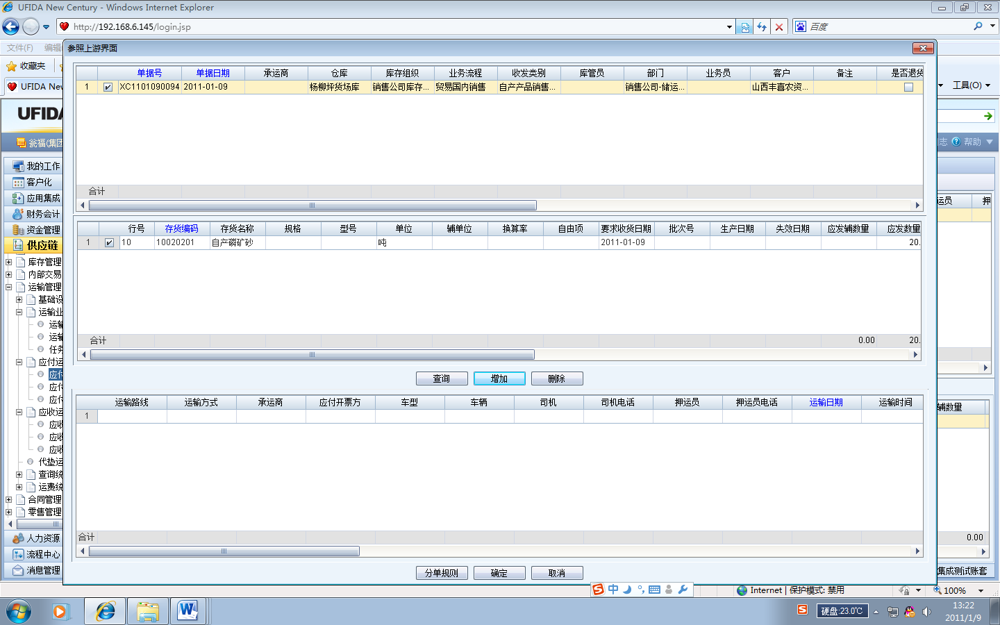 UFIDA New Century - Windows Internet Explorer
http://192.168.6.145/login.jsp
百度
文件(F) 编辑
参照上游界面
收藏夹
UFIDA Nev
工具(O)
UFIDA
瓮福(集团
志 帮助
单据号 单据日期 承运商 仓库 库存组织 业务流程 收发类别 库管员 部门 业务员 客户 备注 是否退货
1 XC1101090094 2011-01-09 杨柳坪货场库 销售公司库存... 贸易国内销售 自产产品销售... 销售公司-储运... 山西丰喜农资...
合计
行号 存货编码 存货名称 规格 型号 单位 辅单位 换算率 自由项 要求收货日期 批次号 生产日期 失效日期 应发辅数量 应发数量
1 10 10020201 自产磷矿砂 吨 2011-01-09 20.
合计 0.00 20.
查询 增加 删除
运输路线 运输方式 承运商 应付开票方 车型 车辆 司机 司机电话 押运员 押运员电话 运输日期 运输时间
1
合计
分单规则 确定 取消
我的工作
客户化
应用集成
财务会计
资金管理
供应链
库存管理
内部交易
运输管理
基础设
运输业
运输
运输
任务
应付运
应付
应付
应付
应收运
应收
应收
应收
代垫运
查询统
运费统
合同管理
零售管理
人力资源
流程中心
消息管理
运员 押
辅数量
0.00
集成测试账套
中
Internet | 保护模式: 禁用
100%
硬盘:23.0℃
13:22
2011/1/9